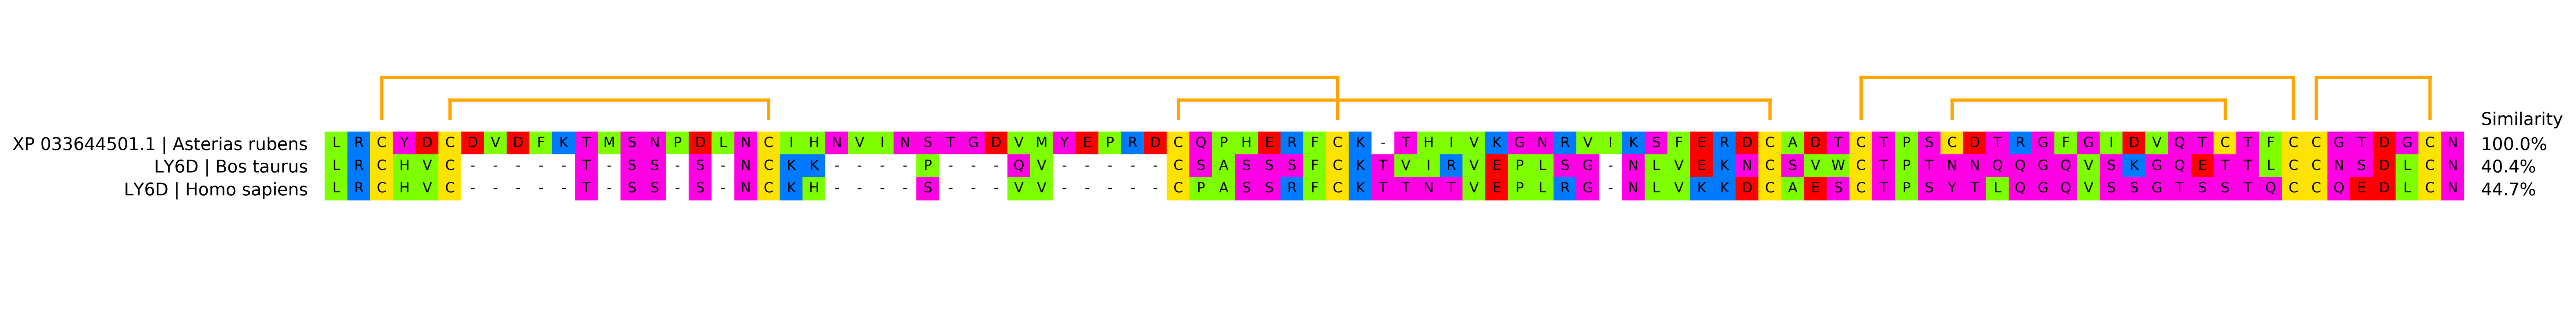 Similarity
XP 033644501.1 | Asterias rubens L R C Y D C D V D F K T M S N P D L N C I H N V I N S T G D V M Y E P R D C Q P H E R F C K - T H I V K G N R V I K S F E R D C A D T C T P S C D T R G F G I D V Q T C T F C C G T D G C N 100.0%
LY6D | Bos taurus L R C H V C - - - - - T - S S - S - N C K K - - - - P - - - Q V - - - - - C S A S S S F C K T V I R V E P L S G - N L V E K N C S V W C T P T N N Q Q G Q V S K G Q E T T L C C N S D L C N 40.4%
LY6D | Homo sapiens L R C H V C - - - - - T - S S - S - N C K H - - - - S - - - V V - - - - - C P A S S R F C K T T N T V E P L R G - N L V K K D C A E S C T P S Y T L Q G Q V S S G T S S T Q C C Q E D L C N 44.7%